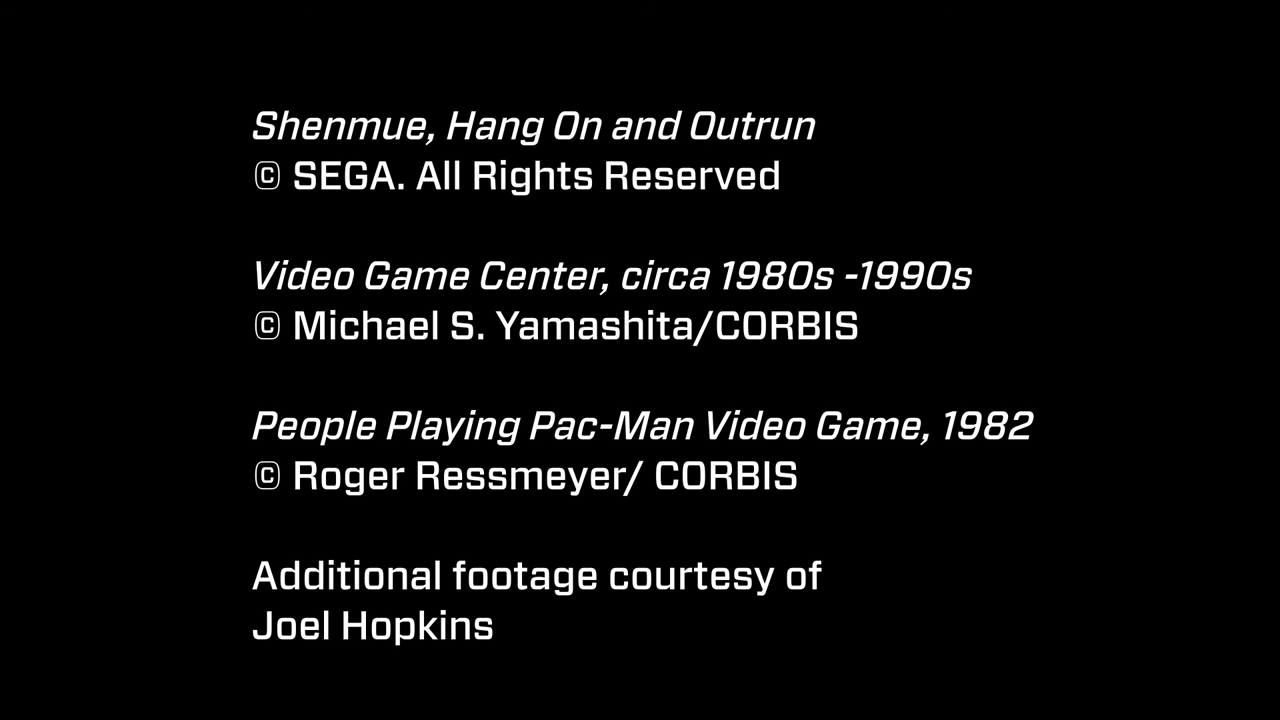 Shenmue, Hang On and Outrun
© SEGA. All Rights Reserved
Video Game Center, circa 1980s -1990s
© Michael S. Yamashita/CORBIS
People Playing Pac-Man Video Game, 1982
© Roger Ressmeyer/ CORBIS
Additional footage courtesy of
Joel Hopkins